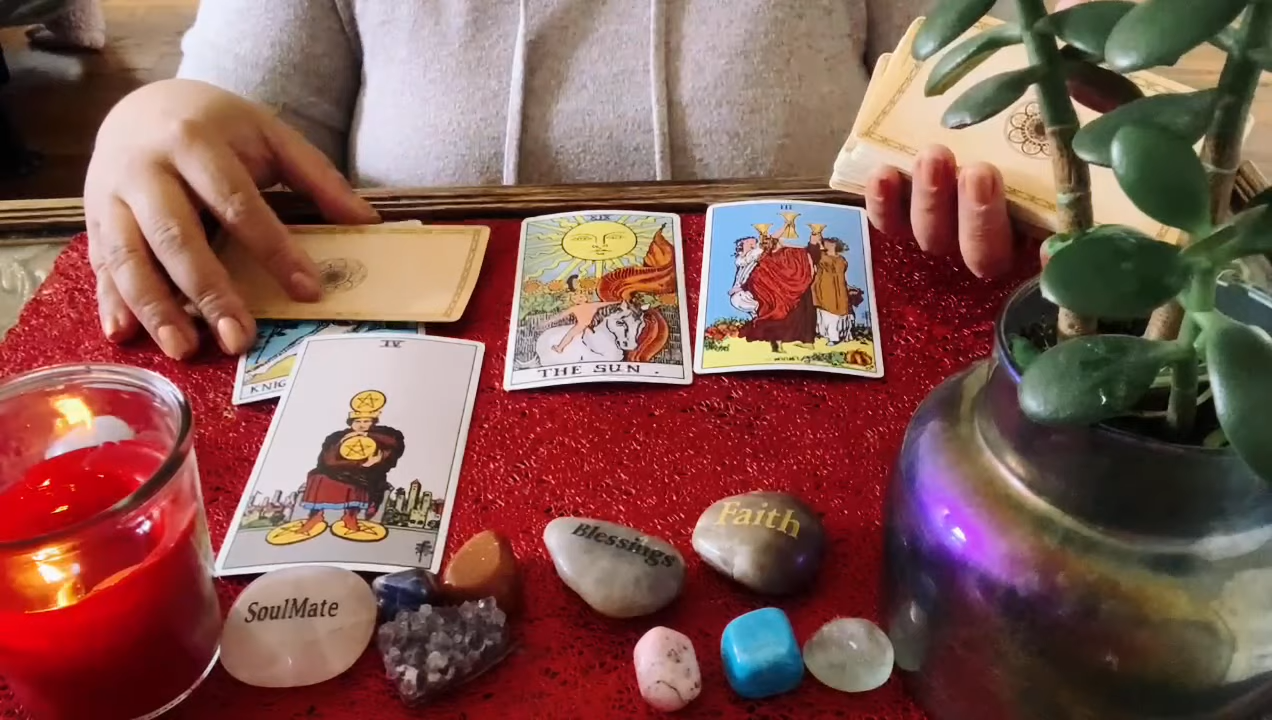 XIX
III
THE SUN.
KNIG
IV
Blessings
Faith
SoulMate